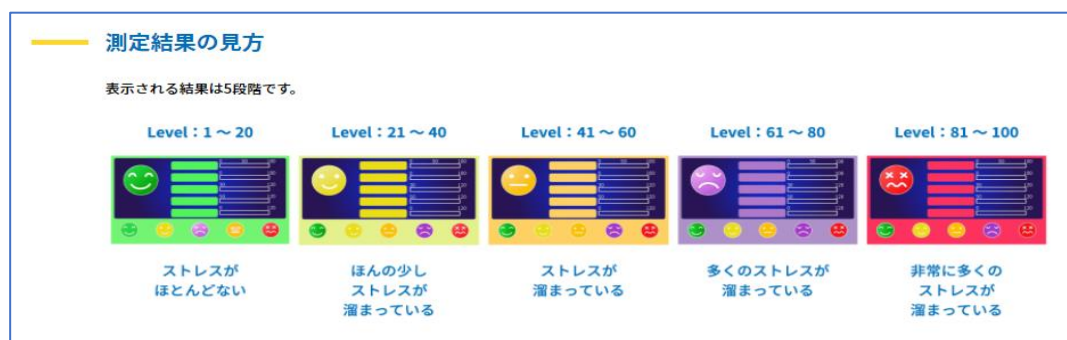 測定結果の見方
表示される結果は5段階です。
Level：1 ～ 20
Level：21 ～ 40
Level：41 ～ 60
Level：61 ～ 80
Level：81 ～ 100
ストレスが
ほとんどない
ほんの少し
ストレスが
溜まっている
ストレスが
溜まっている
多くのストレスが
溜まっている
非常に多くの
ストレスが
溜まっている